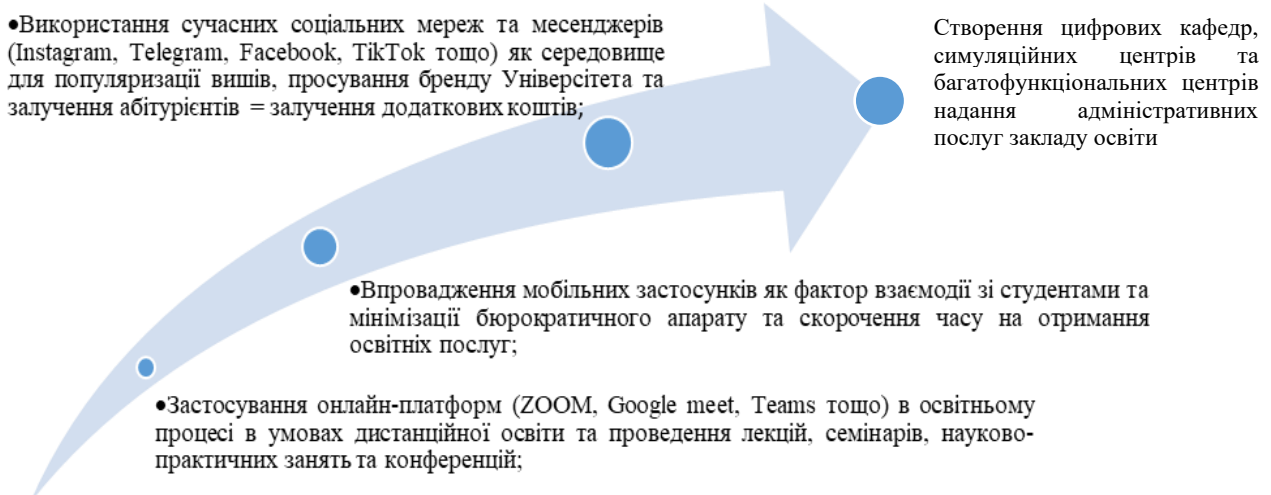 •Використання сучасних соціальних мереж та месенджерів
(Instagram, Telegram, Facebook, TikTok тощо) як середовище
для популяризації вишів, просування бренду Універсітета та
залучення абітурієнтів = залучення додаткових коштів;
Створення цифрових кафедр,
симуляційних центрів та
багатофункціональних центрів
надання адміністративних
послуг закладу освіти
•Впровадження мобільних застосунків як фактор взаємодії зі студентами та
мінімізації бюрократичного апарату та скорочення часу на отримання
освітніх послуг;
•Застосування онлайн-платформ (ZOOM, Google meet, Teams тощо) в освітньому
процесі в умовах дистанційної освіти та проведення лекцій, семінарів, науково-
практичних занять та конференцій;